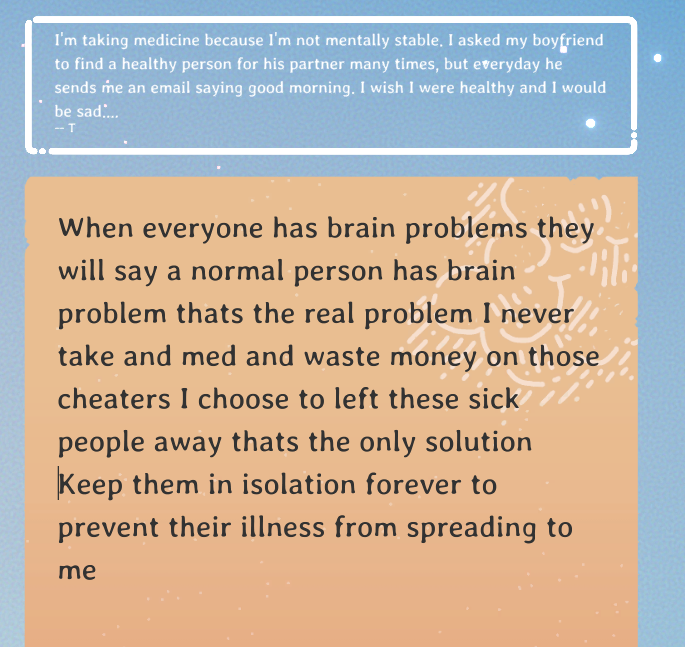 I'm taking medicine because I'm not mentally stable. I asked my boyfriend
to find a healthy person for his partner many times, but everyday he
sends me an email saying good morning. I wish I were healthy and I would
be sad....
— T
When everyone has brain problems they
will say a normal person has brain
problem thats the real problem I never
take and med and waste money on those
cheaters I choose to left these sick
people away thats the only solution
Keep them in isolation forever to
prevent their illness from spreading to
me